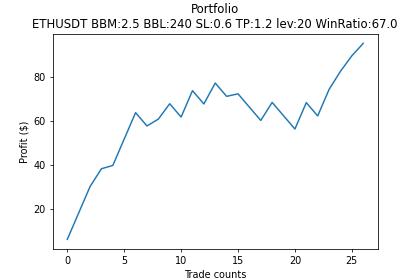 Portfolio
ETHUSDT BBM:2.5 BBL:240 SL:0.6 TP:1.2 lev:20 WinRatio:67.0
Profit ($)
80
60
40
20
0 5 10 15 20 25
Trade counts